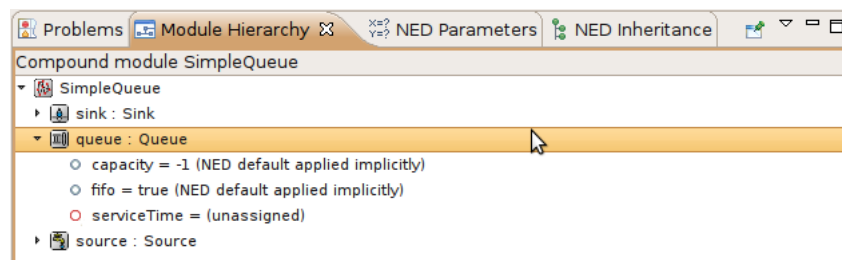 Problems Module Hierarchy NED Parameters NED Inheritance
Compound module SimpleQueue
SimpleQueue
sink : Sink
queue : Queue
capacity = -1 (NED default applied implicitly)
fifo = true (NED default applied implicitly)
serviceTime = (unassigned)
source : Source